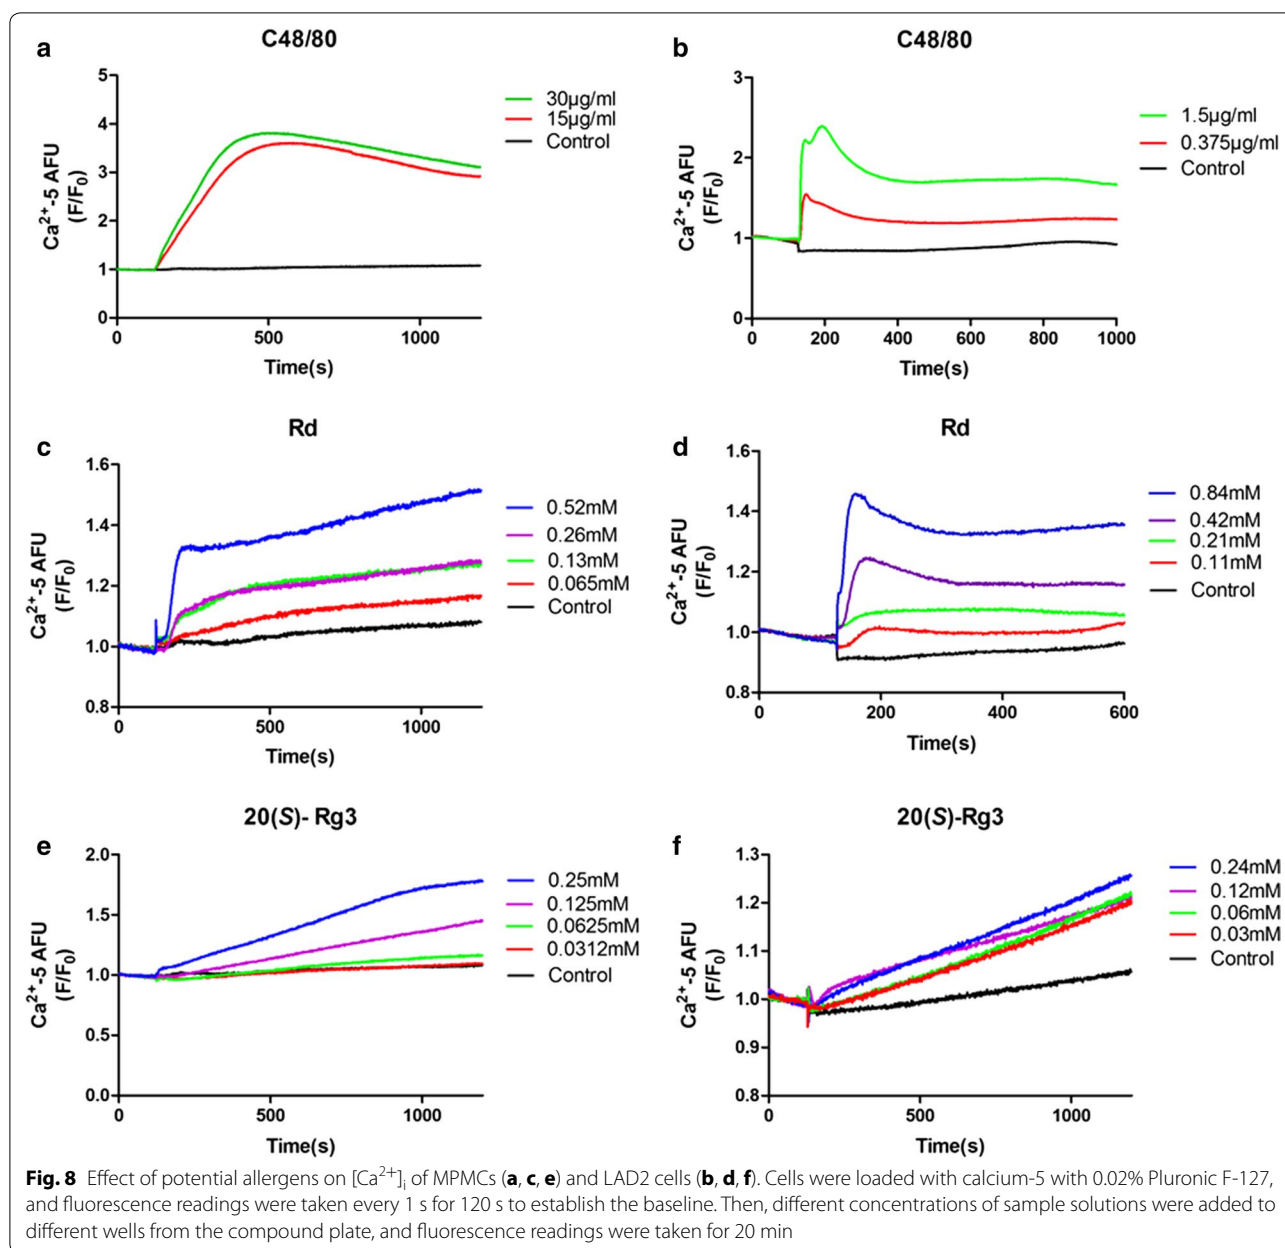 a
C48/80
5
4
3
2
1
0
0
500
1000
Ca²⁺-5 AFU
(F/F₀)
Time(s)
30µg/ml
15µg/ml
Control
b
C48/80
3
2
1
0
0
200
400
600
800
1000
Ca²⁺-5 AFU
(F/F₀)
Time(s)
1.5µg/ml
0.375µg/ml
Control
c
Rd
1.6
1.4
1.2
1.0
0.8
0
500
1000
Ca²⁺-5 AFU
(F/F₀)
Time(s)
0.52mM
0.26mM
0.13mM
0.065mM
Control
d
Rd
1.6
1.4
1.2
1.0
0.8
0
200
400
600
Ca²⁺-5 AFU
(F/F₀)
Time(s)
0.84mM
0.42mM
0.21mM
0.11mM
Control
e
20(S)- Rg3
2.0
1.5
1.0
0.5
0.0
0
500
1000
Ca²⁺-5 AFU
(F/F₀)
Time(s)
0.25mM
0.125mM
0.0625mM
0.0312mM
Control
f
20(S)-Rg3
1.3
1.2
1.1
1.0
0.9
0.8
0
500
1000
Ca²⁺-5 AFU
(F/F₀)
Time(s)
0.24mM
0.12mM
0.06mM
0.03mM
Control
Fig. 8 Effect of potential allergens on [Ca²⁺]ᵢ of MPMCs (a, c, e) and LAD2 cells (b, d, f). Cells were loaded with calcium-5 with 0.02% Pluronic F-127,
and fluorescence readings were taken every 1 s for 120 s to establish the baseline. Then, different concentrations of sample solutions were added to
different wells from the compound plate, and fluorescence readings were taken for 20 min